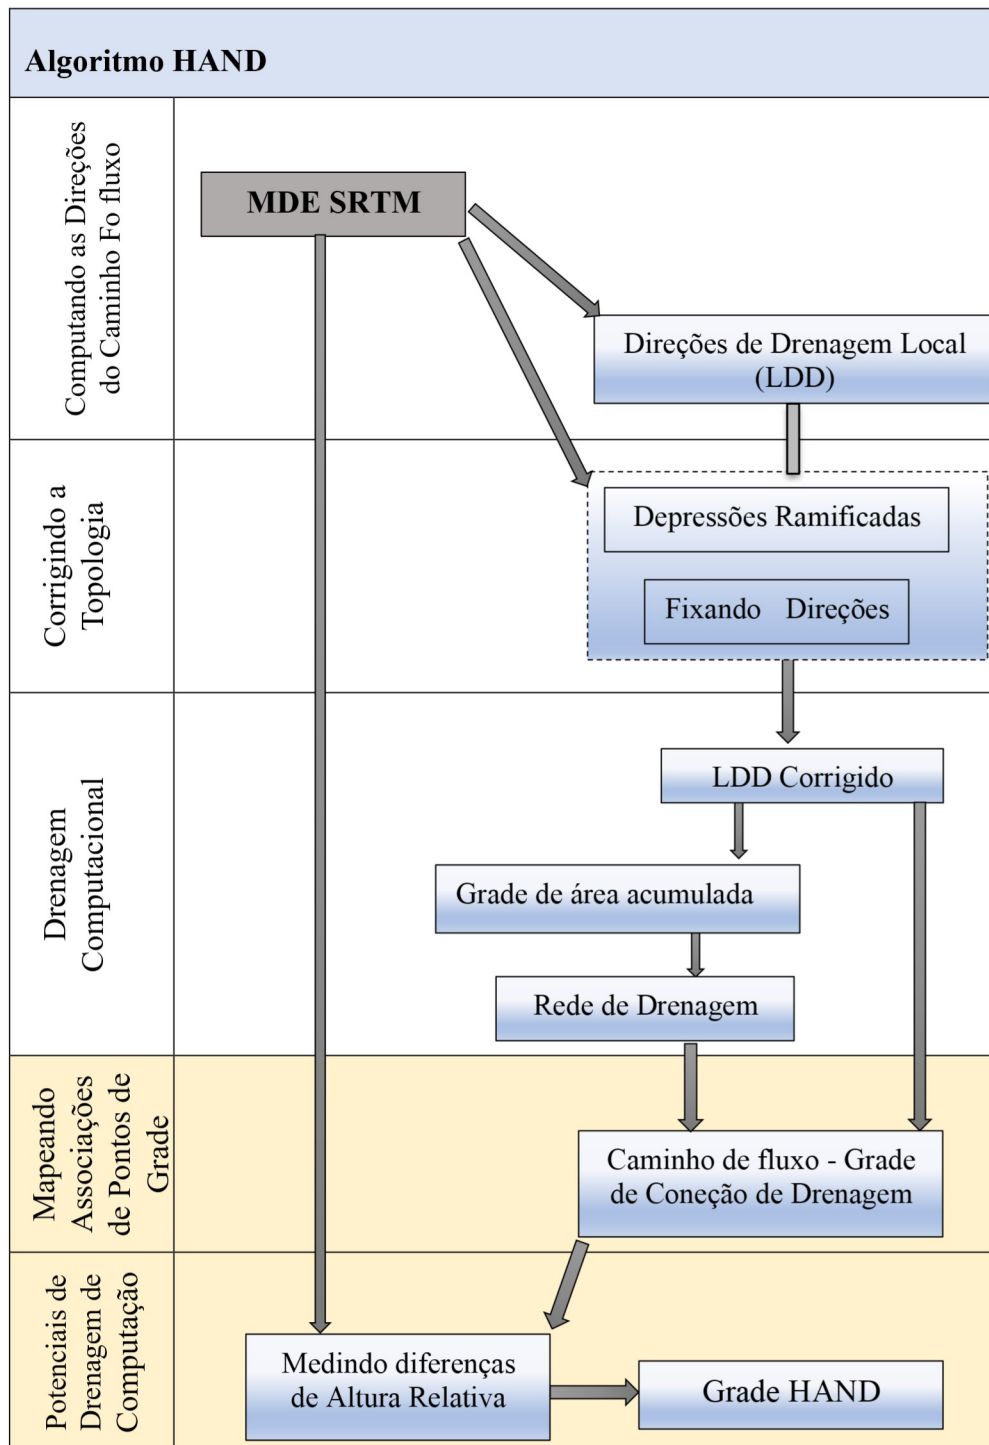 Algoritmo HAND
Computando as Direções
do Caminho Fo fluxo
MDE SRTM
Direções de Drenagem Local
(LDD)
Corrigindo a
Topologia
Depressões Ramificadas
Fixando Direções
Drenagem
Computacional
LDD Corrigido
Grade de área acumulada
Rede de Drenagem
Mapeando
Associações
de Pontos de
Grade
Caminho de fluxo - Grade
de Coneção de Drenagem
Potenciais de
Drenagem de
Computação
Medindo diferenças
de Altura Relativa
Grade HAND